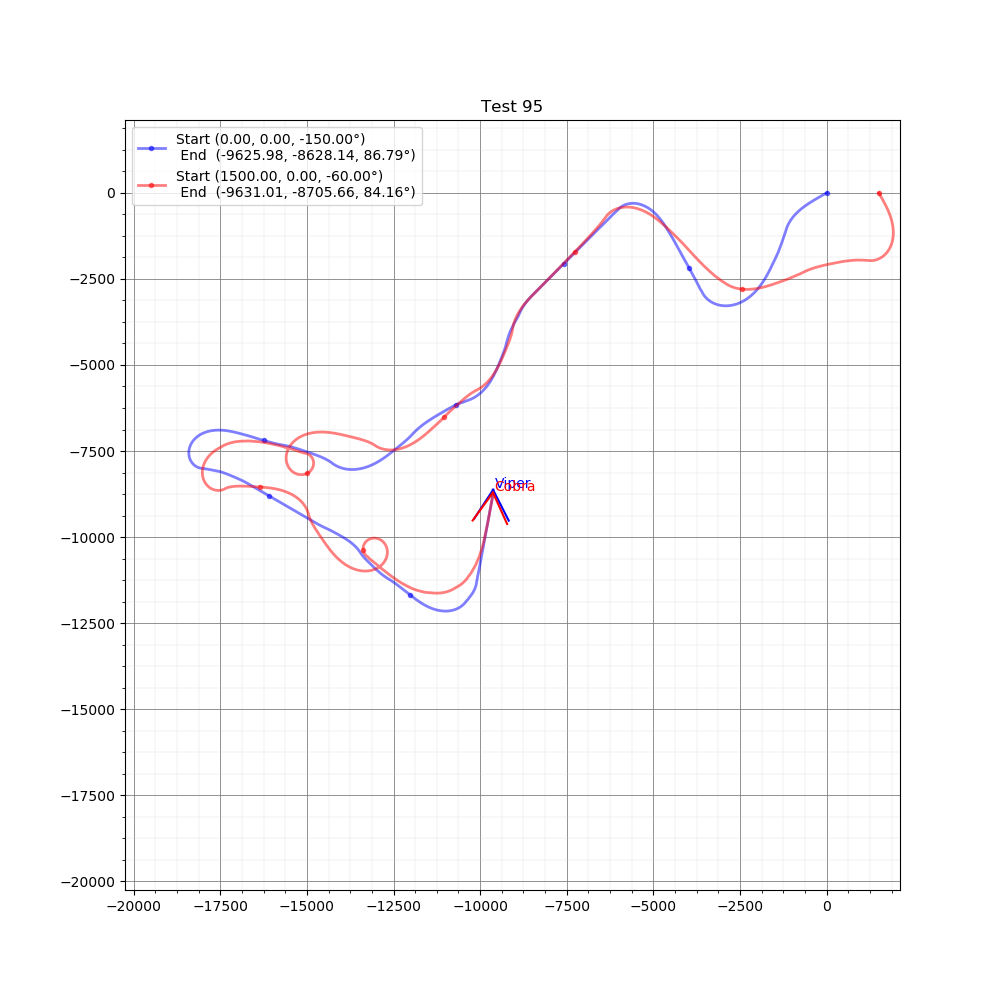 Test 95
Start (0.00, 0.00, -150.00°)
End (-9625.98, -8628.14, 86.79°)
Start (1500.00, 0.00, -60.00°)
End (-9631.01, -8705.66, 84.16°)
0
−2500
−5000
−7500
−10000
−12500
−15000
−17500
−20000
Viper
Cobra
−20000 −17500 −15000 −12500 −10000 −7500 −5000 −2500 0